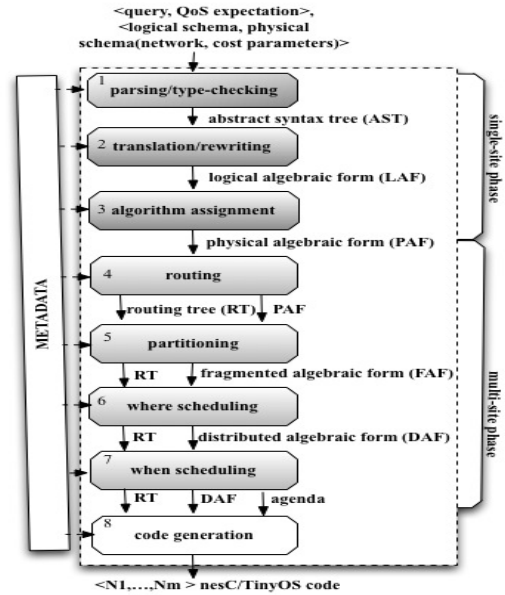 <query, QoS expectation>,
<logical schema, physical
schema(network, cost parameters)>
1 parsing/type-checking
abstract syntax tree (AST)
2 translation/rewriting
logical algebraic form (LAF)
3 algorithm assignment
physical algebraic form (PAF)
4 routing
routing tree (RT) PAF
5 partitioning
RT fragmented algebraic form (FAF)
6 where scheduling
RT distributed algebraic form (DAF)
7 when scheduling
RT DAF agenda
8 code generation
<N1,...,Nm > nesC/TinyOS code
METADATA
single-site phase
multi-site phase